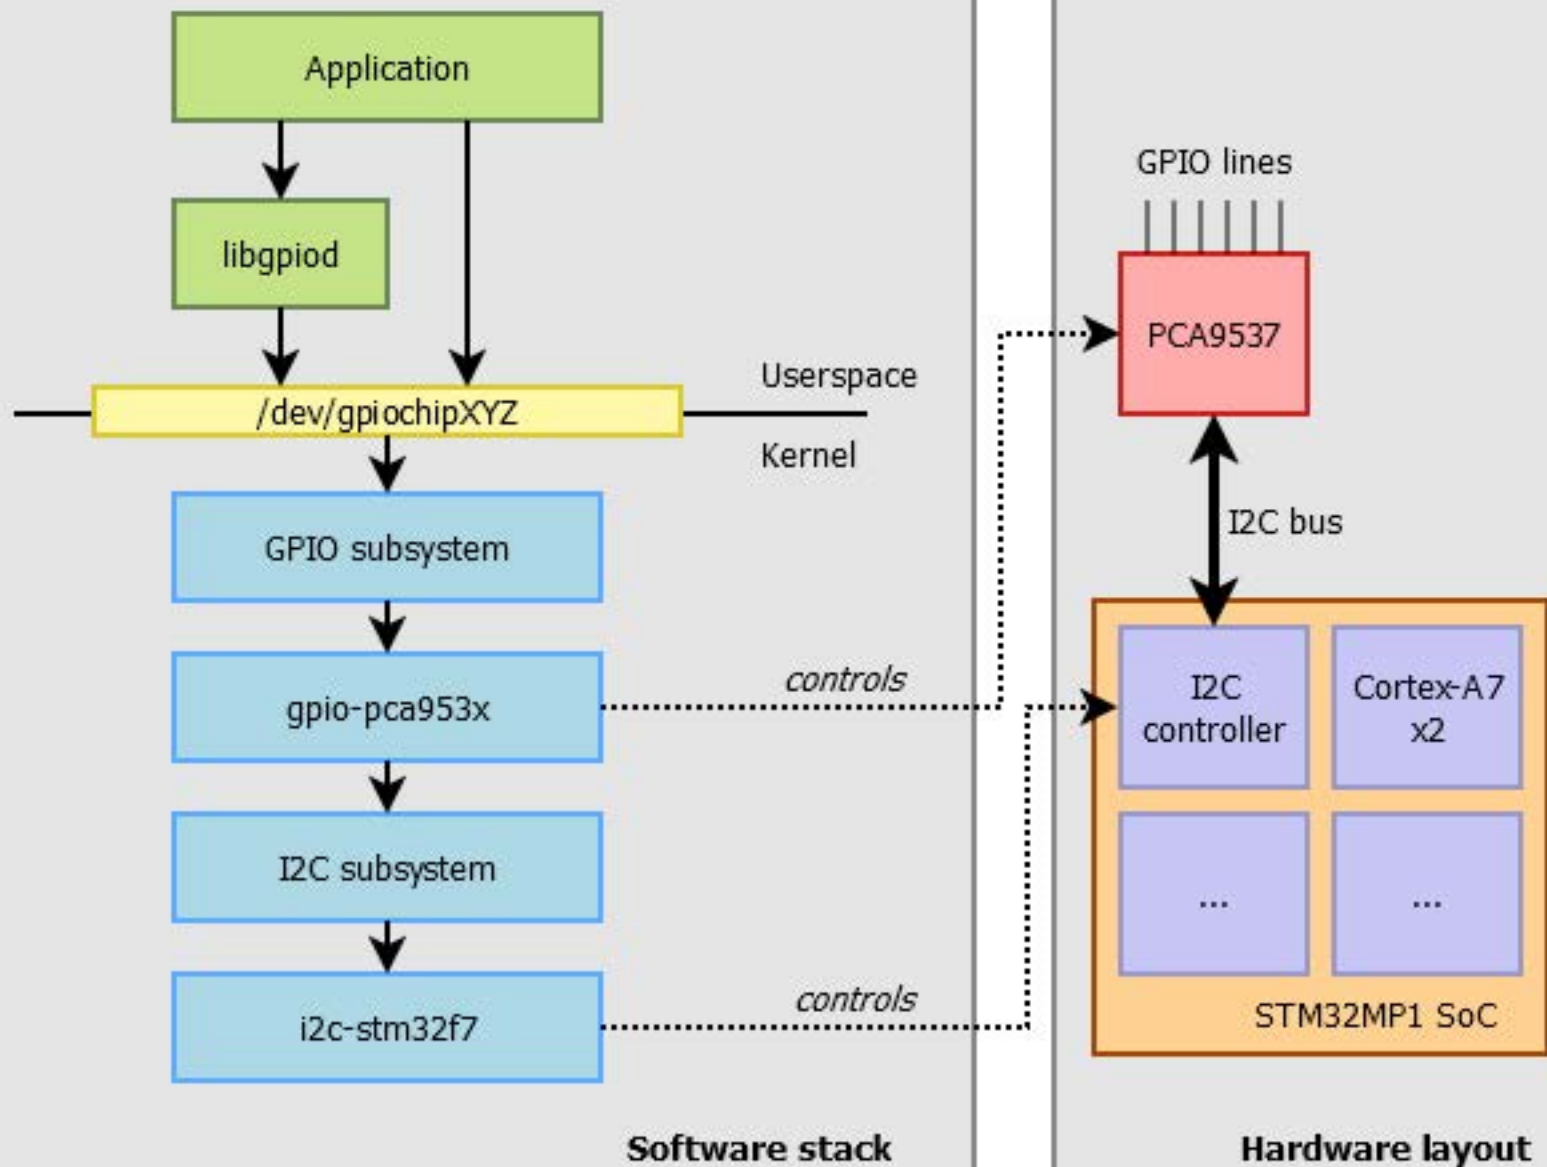 Application
libgpiod
/dev/gpiochipXYZ
Userspace
Kernel
GPIO subsystem
gpio-pca953x
controls
I2C subsystem
i2c-stm32f7
controls
Software stack
GPIO lines
PCA9537
I2C bus
I2C
controller
Cortex-A7
x2
...
...
STM32MP1 SoC
Hardware layout